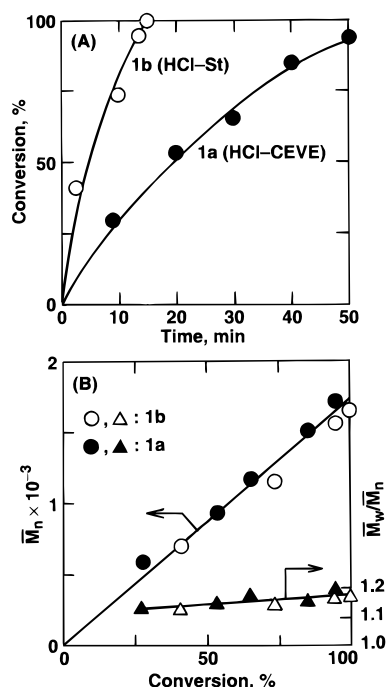 100
(A)
1b (HCl–St)
50
1a (HCl–CEVE)
0
Conversion, %
0 10 20 30 40 50
Time, min
2
(B)
○, △ : 1b
●, ▲ : 1a
1
0
M̅n × 10⁻³
1.2
1.1
1.0
M̅w/M̅n
0 50 100
Conversion, %